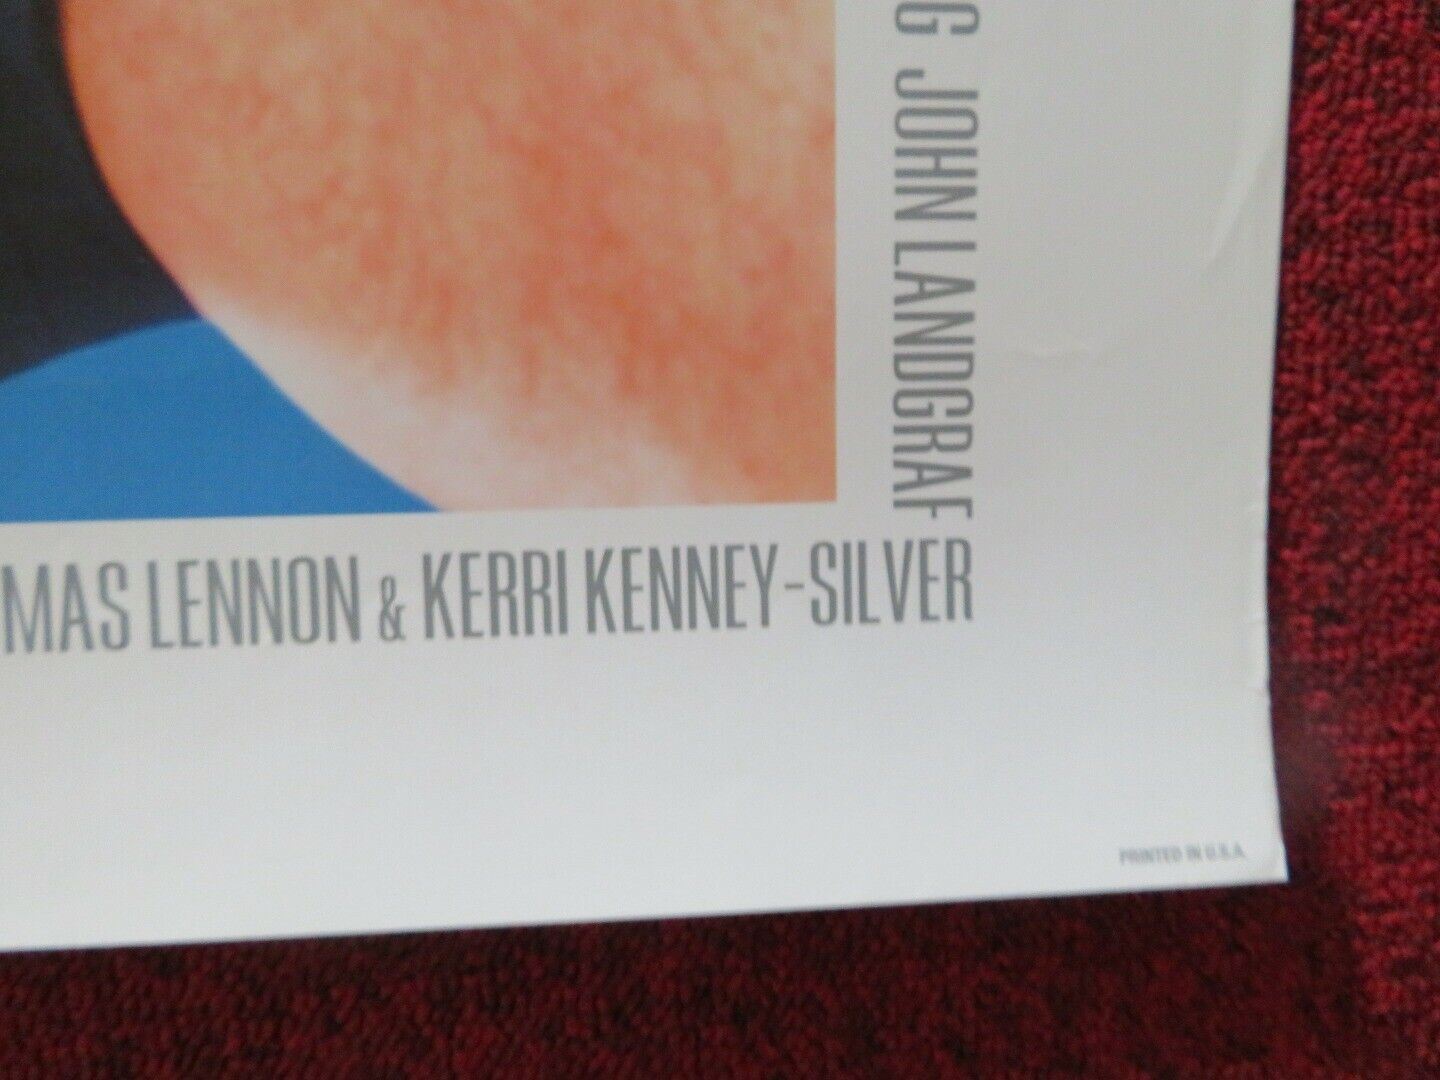 G JOHN LANDGRAF
MAS LENNON & KERRI KENNEY-SILVER
PRINTED IN U.S.A.